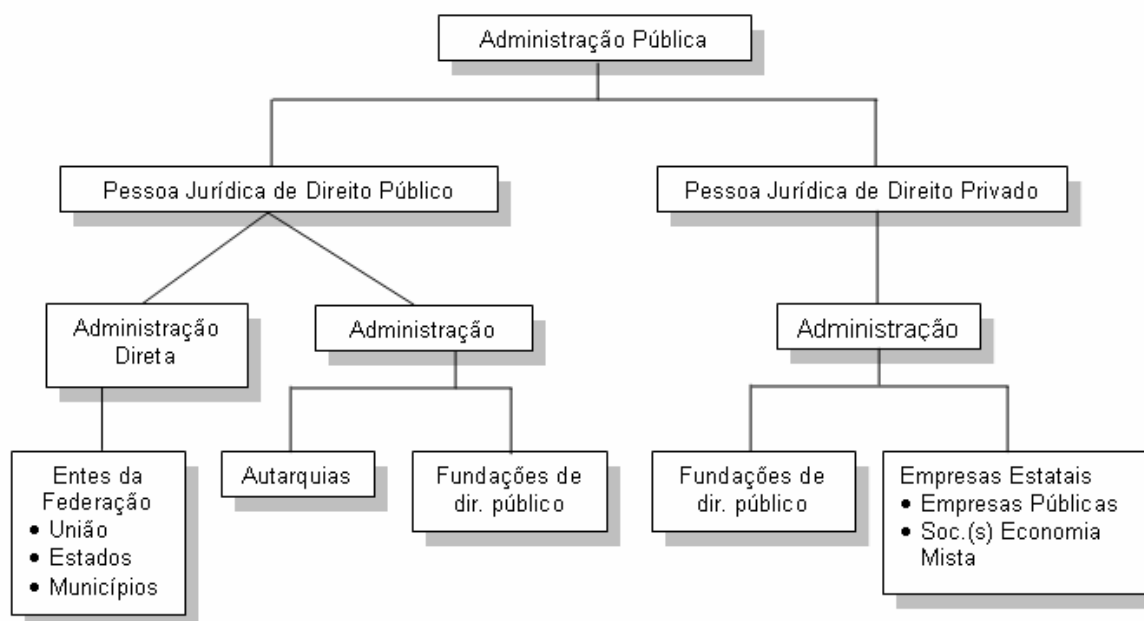 Administração Pública
Pessoa Jurídica de Direito Público
Pessoa Jurídica de Direito Privado
Administração
Direta
Administração
Administração
Entes da
Federação
• União
• Estados
• Municípios
Autarquias
Fundações de
dir. público
Fundações de
dir. público
Empresas Estatais
• Empresas Públicas
• Soc.(s) Economia
Mista